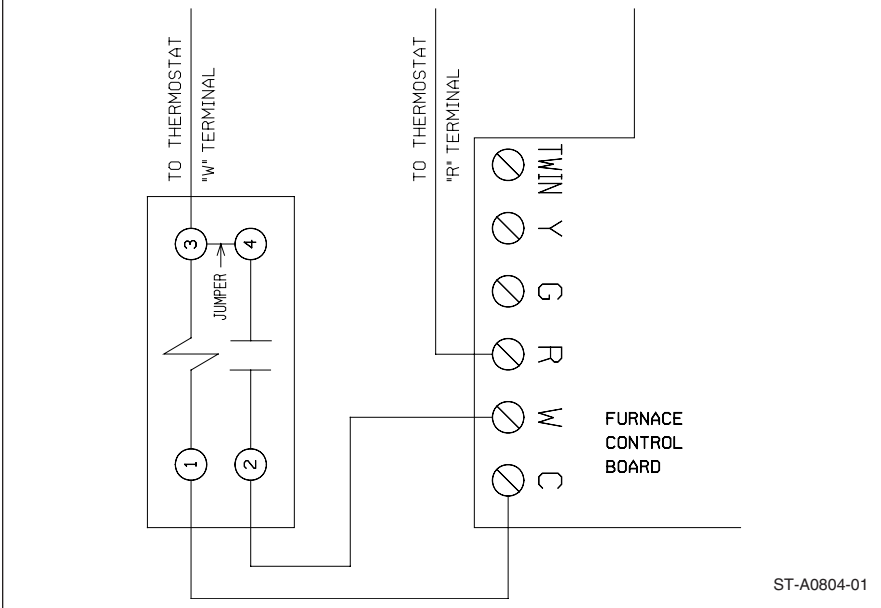 TO THERMOSTAT
"W" TERMINAL
TO THERMOSTAT
"R" TERMINAL
3
4
JUMPER
1
2
TWIN
Y
G
R
W
C
FURNACE
CONTROL
BOARD
ST-A0804-01